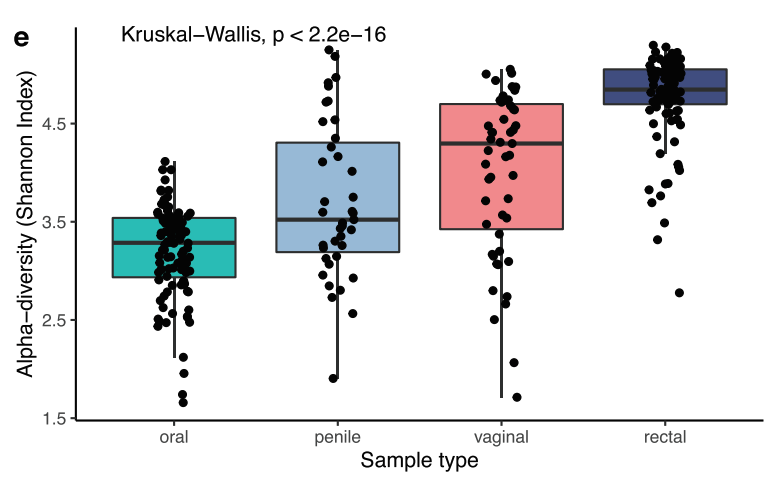 e
Kruskal−Wallis, p < 2.2e−16
Alpha−diversity (Shannon Index)
4.5
3.5
2.5
1.5
oral penile vaginal rectal
Sample type